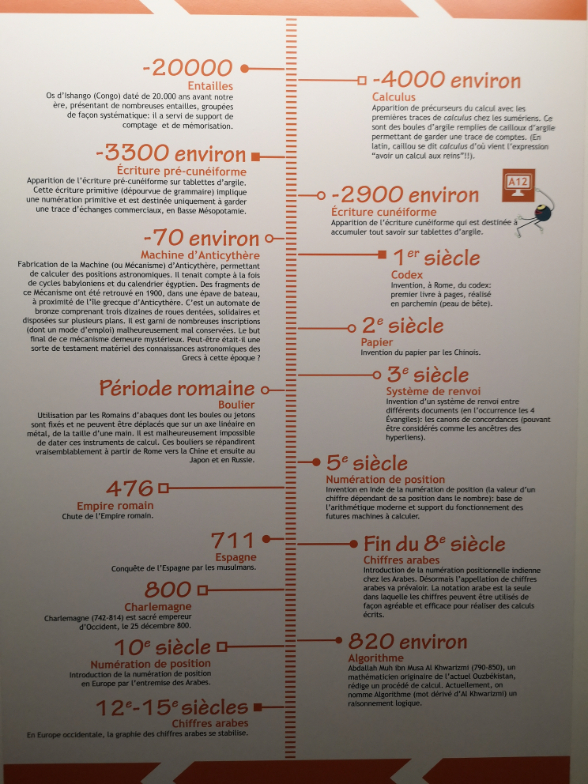 -20000
Entailles
Os d'Ishango (Congo) daté de 20.000 ans avant notre
ère, présentant de nombreuses entailles, groupées
de façon systématique: il a servi de support de
comptage et de mémorisation.
-4000 environ
Calculus
Apparition de précurseurs du calcul avec les
premières traces de calculus chez les sumériens. Ce
sont des boules d'argile remplies de cailloux d'argile
permettant de garder une trace de comptes. (En
latin, caillou se dit calculus d'où vient l'expression
"avoir un calcul aux reins"!!).
-3300 environ
Écriture pré-cunéiforme
Apparition de l'écriture pré-cunéiforme sur tablettes d'argile.
Cette écriture primitive (dépourvue de grammaire) implique
une numération primitive et est destinée uniquement à garder
une trace d'échanges commerciaux, en Basse Mésopotamie.
A12
-2900 environ
Écriture cunéiforme
Apparition de l'écriture cunéiforme qui est destinée à
accumuler tout savoir sur tablettes d'argile.
-70 environ
Machine d'Anticythère
Fabrication de la Machine (ou Mécanisme) d'Anticythère, permettant
de calculer des positions astronomiques. Il tenait compte à la fois
de cycles babyloniens et du calendrier égyptien. Des fragments de
ce Mécanisme ont été retrouvé en 1900, dans une épave de bateau,
à proximité de l'île grecque d'Anticythère. C'est un automate de
bronze comprenant trois dizaines de roues dentées, solidaires et
disposées sur plusieurs plans. Il est garni de nombreuses inscriptions
(dont un mode d'emploi) malheureusement mal conservées. Le but
final de ce mécanisme demeure mystérieux. Peut-être était-il une
sorte de testament matériel des connaissances astronomiques des
Grecs à cette époque ?
1er siècle
Codex
Invention, à Rome, du codex:
premier livre à pages, réalisé
en parchemin (peau de bête).
2e siècle
Papier
Invention du papier par les Chinois.
3e siècle
Système de renvoi
Invention d'un système de renvoi entre
différents documents (en l'occurrence les 4
Évangiles): les canons de concordances (pouvant
être considérés comme les ancêtres des
hyperliens).
Période romaine
Boulier
Utilisation par les Romains d'abaques dont les boules ou jetons
sont fixés et ne peuvent être déplacés que sur un axe linéaire en
métal, de la taille d'une main. Il est malheureusement impossible
de dater ces instruments de calcul. Ces bouliers se répandirent
vraisemblablement à partir de Rome vers la Chine et ensuite au
Japon et en Russie.
5e siècle
Numération de position
Invention en Inde de la numération de position (la valeur d'un
chiffre dépendant de sa position dans le nombre): base de
l'arithmétique moderne et support du fonctionnement des
futures machines à calculer.
476
Empire romain
Chute de l'Empire romain.
711
Espagne
Conquête de l'Espagne par les musulmans.
Fin du 8e siècle
Chiffres arabes
Introduction de la numération positionnelle indienne
chez les Arabes. Désormais l'appellation de chiffres
arabes va prévaloir. La notation arabe est la seule
dans laquelle les chiffres peuvent être utilisés de
façon agréable et efficace pour réaliser des calculs
écrits.
800
Charlemagne
Charlemagne (742-814) est sacré empereur
d'Occident, le 25 décembre 800.
10e siècle
Numération de position
Introduction de la numération de position
en Europe par l'entremise des Arabes.
820 environ
Algorithme
Abdallah Muh Ibn Musa Al Khwarizmi (790-850), un
mathématicien originaire de l'actuel Ouzbékistan,
rédige un procédé de calcul. Actuellement, on
nomme Algorithme (mot dérivé d'Al Khwarizmi) un
raisonnement logique.
12e-15e siècles
Chiffres arabes
En Europe occidentale, la graphie des chiffres arabes se stabilise.